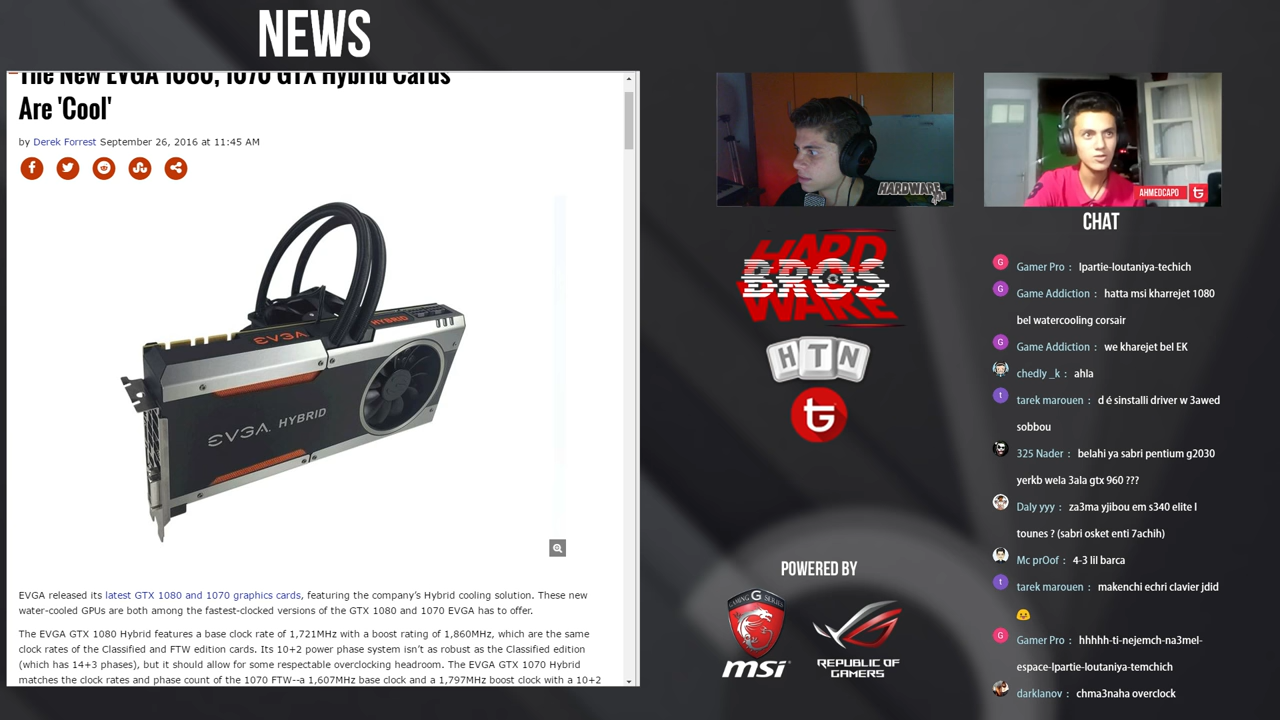 NEWS
The New EVGA 1080, 1070 GTX Hybrid Cards
Are 'Cool'
by Derek Forrest September 26, 2016 at 11:45 AM
EVGA
HYBRID
EVGA HYBRID
EVGA released its latest GTX 1080 and 1070 graphics cards, featuring the company's Hybrid cooling solution. These new
water-cooled GPUs are both among the fastest-clocked versions of the GTX 1080 and 1070 EVGA has to offer.
The EVGA GTX 1080 Hybrid features a base clock rate of 1,721MHz with a boost rating of 1,860MHz, which are the same
clock rates of the Classified and FTW edition cards. Its 10+2 power phase system isn't as robust as the Classified edition
(which has 14+3 phases), but it should allow for some respectable overclocking headroom. The EVGA GTX 1070 Hybrid
matches the clock rates and phase count of the 1070 FTW--a 1,607MHz base clock and a 1,797MHz boost clock with a 10+2
HARDWARE
AHMEDCAPO
tG
HARD
BROS
WARE
HTN
tG
POWERED BY
GAMING G SERIES
msi
REPUBLIC OF
GAMERS
CHAT
G Gamer Pro : lpartie-loutaniya-techich
G Game Addiction : hatta msi kharrejet 1080
bel watercooling corsair
G Game Addiction : we kharejet bel EK
chedly_k : ahla
t tarek marouen : d é sinstalli driver w 3awed
sobbou
325 Nader : belahi ya sabri pentium g2030
yerkb wela 3ala gtx 960 ???
Daly yyy : za3ma yjibou em s340 elite l
tounes ? (sabri osket enti 7achih)
Mc prOof : 4-3 lil barca
t tarek marouen : makenchi echri clavier jdid
😄
G Gamer Pro : hhhhh-ti-nejemch-na3mel-
espace-lpartie-loutaniya-temchich
darklanov : chma3naha overclock